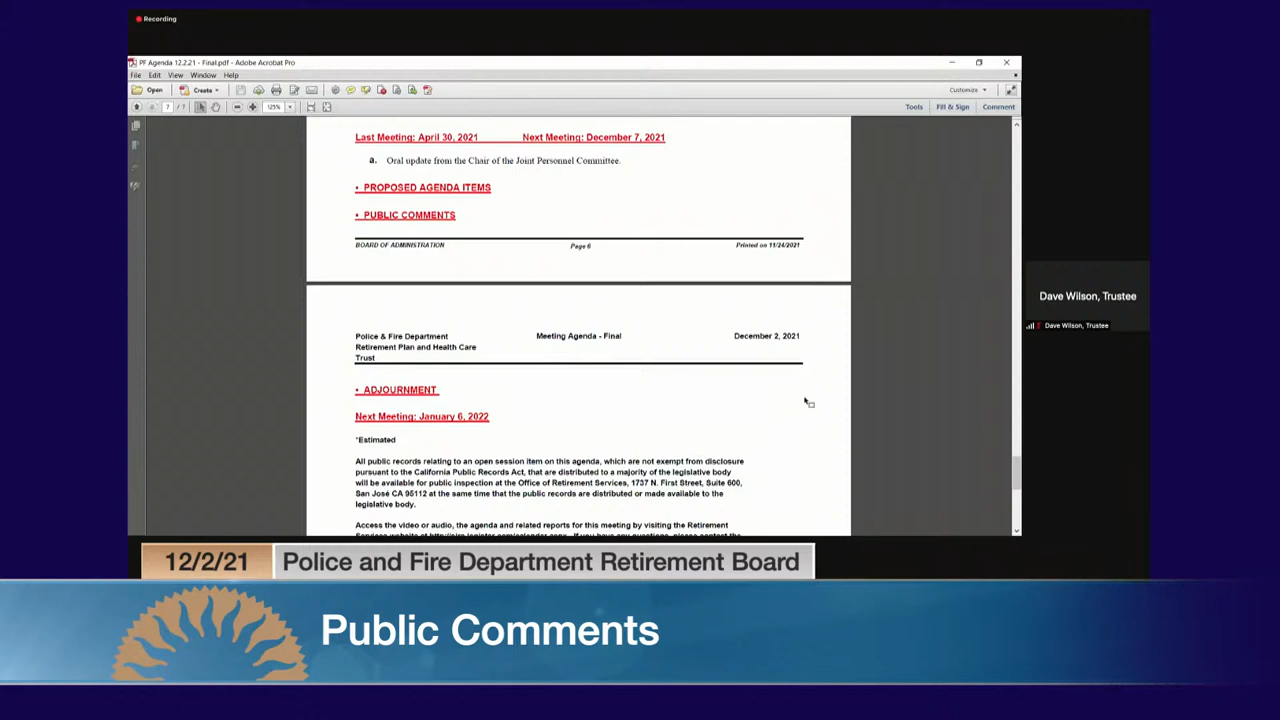 Recording
PF Agenda 12.2.21 - Final.pdf - Adobe Acrobat Pro
File Edit View Window Help
Open Create Customize
7 / 7 125% Tools Fill & Sign Comment
Last Meeting: April 30, 2021 Next Meeting: December 7, 2021
a. Oral update from the Chair of the Joint Personnel Committee.
• PROPOSED AGENDA ITEMS
• PUBLIC COMMENTS
BOARD OF ADMINISTRATION Page 6 Printed on 11/24/2021
Police & Fire Department Meeting Agenda - Final December 2, 2021
Retirement Plan and Health Care
Trust
• ADJOURNMENT
Next Meeting: January 6, 2022
*Estimated
All public records relating to an open session item on this agenda, which are not exempt from disclosure
pursuant to the California Public Records Act, that are distributed to a majority of the legislative body
will be available for public inspection at the Office of Retirement Services, 1737 N. First Street, Suite 600,
San José CA 95112 at the same time that the public records are distributed or made available to the
legislative body.
Access the video or audio, the agenda and related reports for this meeting by visiting the Retirement
Dave Wilson, Trustee
Dave Wilson, Trustee
12/2/21 Police and Fire Department Retirement Board
Public Comments